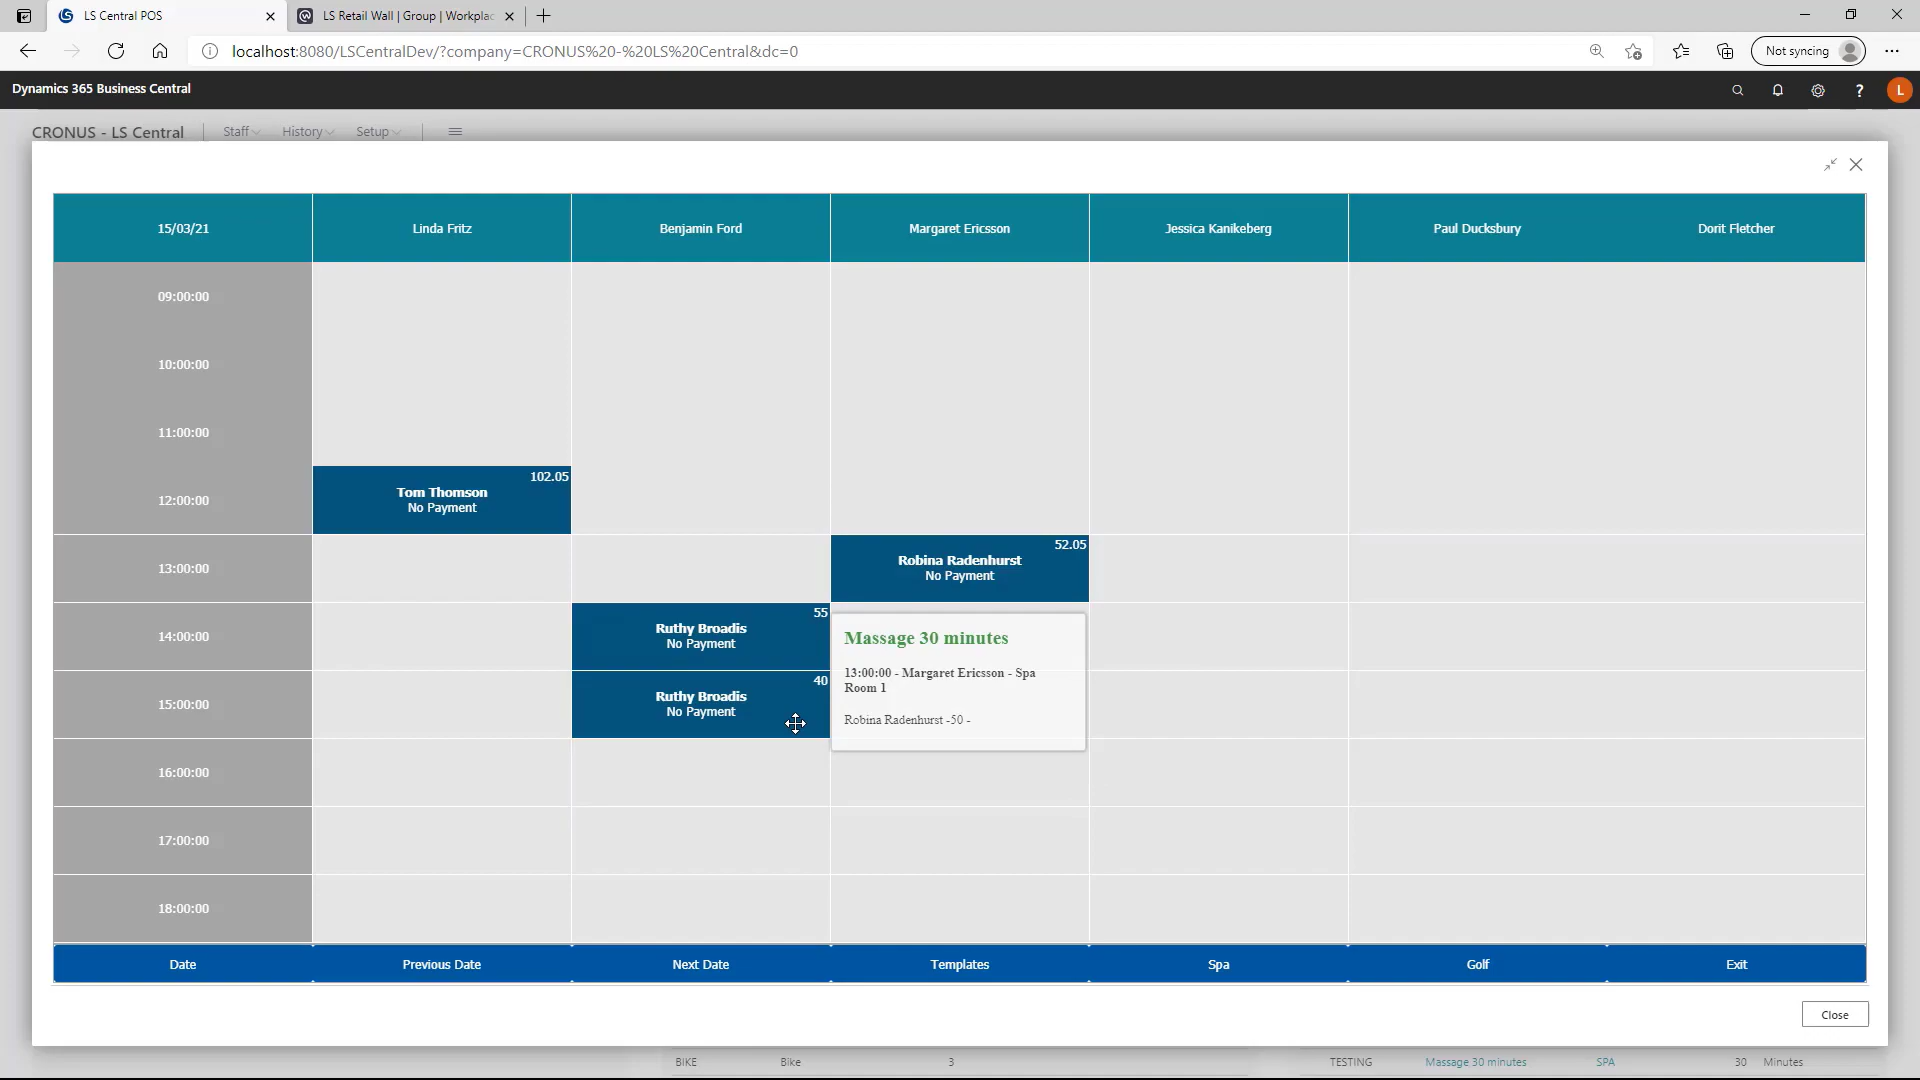 LS Central POS
LS Retail Wall | Group | Workplac
localhost:8080/LSCentralDev/?company=CRONUS%20-%20LS%20Central&dc=0
Not syncing
Dynamics 365 Business Central
?
L
CRONUS - LS Central
Staff
History
Setup
15/03/21
Linda Fritz
Benjamin Ford
Margaret Ericsson
Jessica Kanikeberg
Paul Ducksbury
Dorit Fletcher
09:00:00
10:00:00
11:00:00
12:00:00
102.05
Tom Thomson
No Payment
13:00:00
52.05
Robina Radenhurst
No Payment
14:00:00
55
Ruthy Broadis
No Payment
Massage 30 minutes
13:00:00 - Margaret Ericsson - Spa
Room 1
Robina Radenhurst -50 -
15:00:00
40
Ruthy Broadis
No Payment
16:00:00
17:00:00
18:00:00
Date
Previous Date
Next Date
Templates
Spa
Golf
Exit
Close
BIKE
Bike
3
TESTING
Massage 30 minutes
SPA
30
Minutes